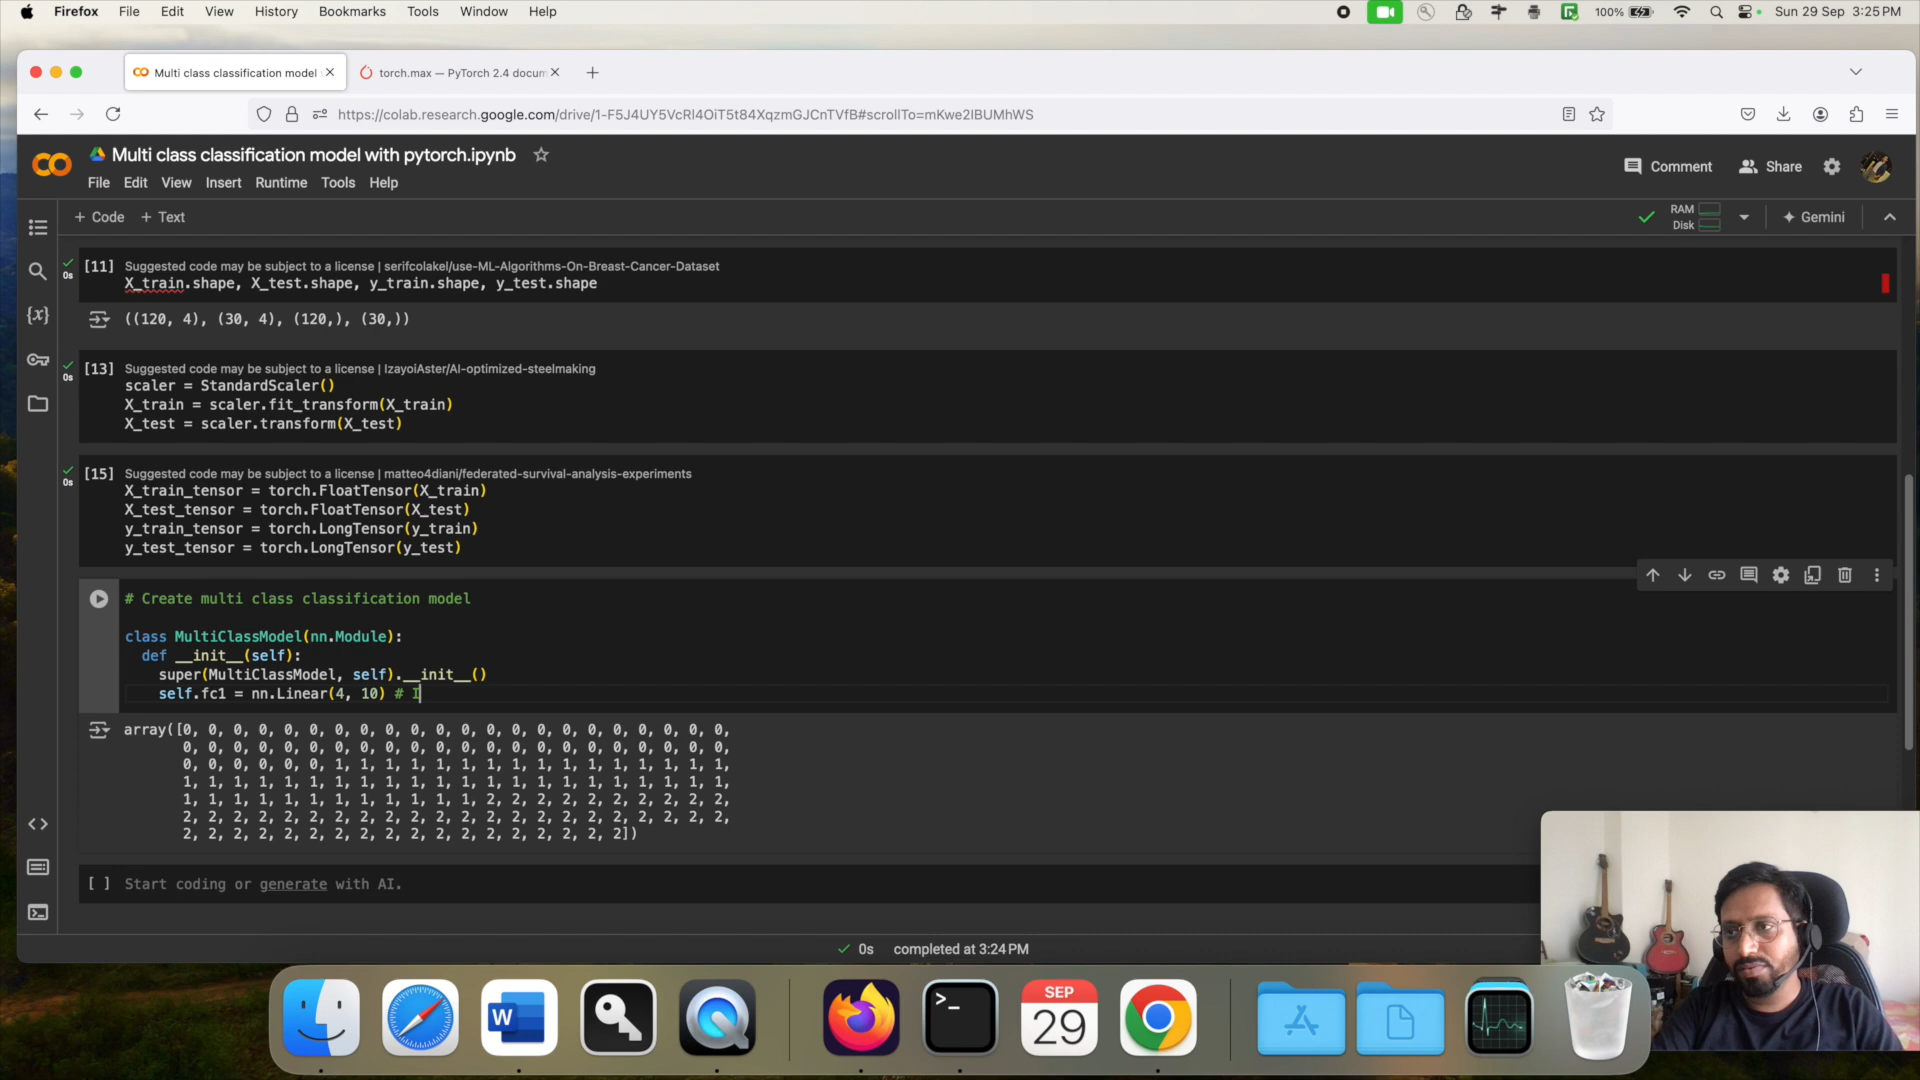 Firefox File Edit View History Bookmarks Tools Window Help
100% Sun 29 Sep 3:25 PM
Multi class classification model
torch.max — PyTorch 2.4 docum
https://colab.research.google.com/drive/1-F5J4UY5VcRl4OiT5t84XqzmGJCnTVfB#scrollTo=mKwe2IBUMhWS
Multi class classification model with pytorch.ipynb
Comment Share
File Edit View Insert Runtime Tools Help
+ Code + Text
RAM
Disk
Gemini
[11] Suggested code may be subject to a license | serifcolakel/use-ML-Algorithms-On-Breast-Cancer-Dataset
0s
X_train.shape, X_test.shape, y_train.shape, y_test.shape
((120, 4), (30, 4), (120,), (30,))
[13] Suggested code may be subject to a license | IzayoiAster/AI-optimized-steelmaking
0s
scaler = StandardScaler()
X_train = scaler.fit_transform(X_train)
X_test = scaler.transform(X_test)
[15] Suggested code may be subject to a license | matteo4diani/federated-survival-analysis-experiments
0s
X_train_tensor = torch.FloatTensor(X_train)
X_test_tensor = torch.FloatTensor(X_test)
y_train_tensor = torch.LongTensor(y_train)
y_test_tensor = torch.LongTensor(y_test)
# Create multi class classification model
class MultiClassModel(nn.Module):
def __init__(self):
super(MultiClassModel, self).__init__()
self.fc1 = nn.Linear(4, 10) # I
array([0, 0, 0, 0, 0, 0, 0, 0, 0, 0, 0, 0, 0, 0, 0, 0, 0, 0, 0, 0, 0, 0,
0, 0, 0, 0, 0, 0, 0, 0, 0, 0, 0, 0, 0, 0, 0, 0, 0, 0, 0, 0, 0, 0,
0, 0, 0, 0, 0, 0, 1, 1, 1, 1, 1, 1, 1, 1, 1, 1, 1, 1, 1, 1, 1, 1,
1, 1, 1, 1, 1, 1, 1, 1, 1, 1, 1, 1, 1, 1, 1, 1, 1, 1, 1, 1, 1, 1,
1, 1, 1, 1, 1, 1, 1, 1, 1, 1, 1, 1, 2, 2, 2, 2, 2, 2, 2, 2, 2, 2,
2, 2, 2, 2, 2, 2, 2, 2, 2, 2, 2, 2, 2, 2, 2, 2, 2, 2, 2, 2, 2, 2,
2, 2, 2, 2, 2, 2, 2, 2, 2, 2, 2, 2, 2, 2, 2, 2, 2, 2])
[ ] Start coding or generate with AI.
0s completed at 3:24 PM
W
SEP
29